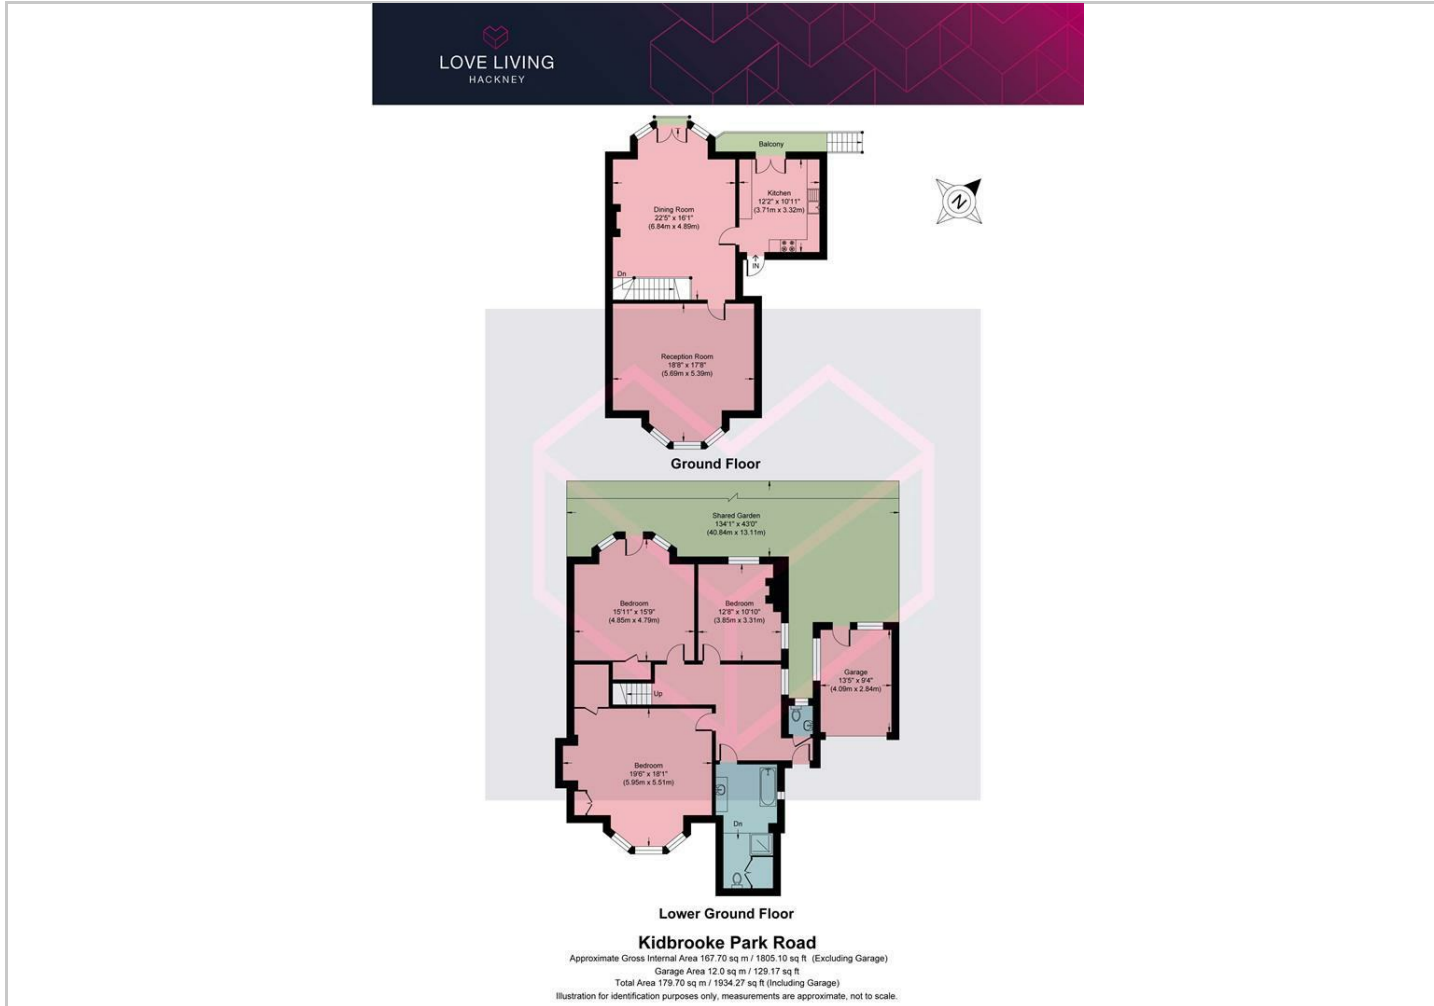 LOVE LIVING
HACKNEY
Balcony
Kitchen
12'2" x 10'11"
(3.71m x 3.32m)
Dining Room
22'5" x 16'1"
(6.84m x 4.89m)
N
IN
Dn
Reception Room
18'8" x 17'8"
(5.69m x 5.39m)
Ground Floor
Shared Garden
134'1" x 43'0"
(40.84m x 13.11m)
Bedroom
15'11" x 15'9"
(4.85m x 4.79m)
Bedroom
12'8" x 10'10"
(3.85m x 3.31m)
Garage
13'5" x 9'4"
(4.09m x 2.84m)
Up
Bedroom
19'6" x 18'1"
(5.95m x 5.51m)
Dn
Lower Ground Floor
Kidbrooke Park Road
Approximate Gross Internal Area 167.70 sq m / 1805.10 sq ft (Excluding Garage)
Garage Area 12.0 sq m / 129.17 sq ft
Total Area 179.70 sq m / 1934.27 sq ft (Including Garage)
Illustration for identification purposes only, measurements are approximate, not to scale.